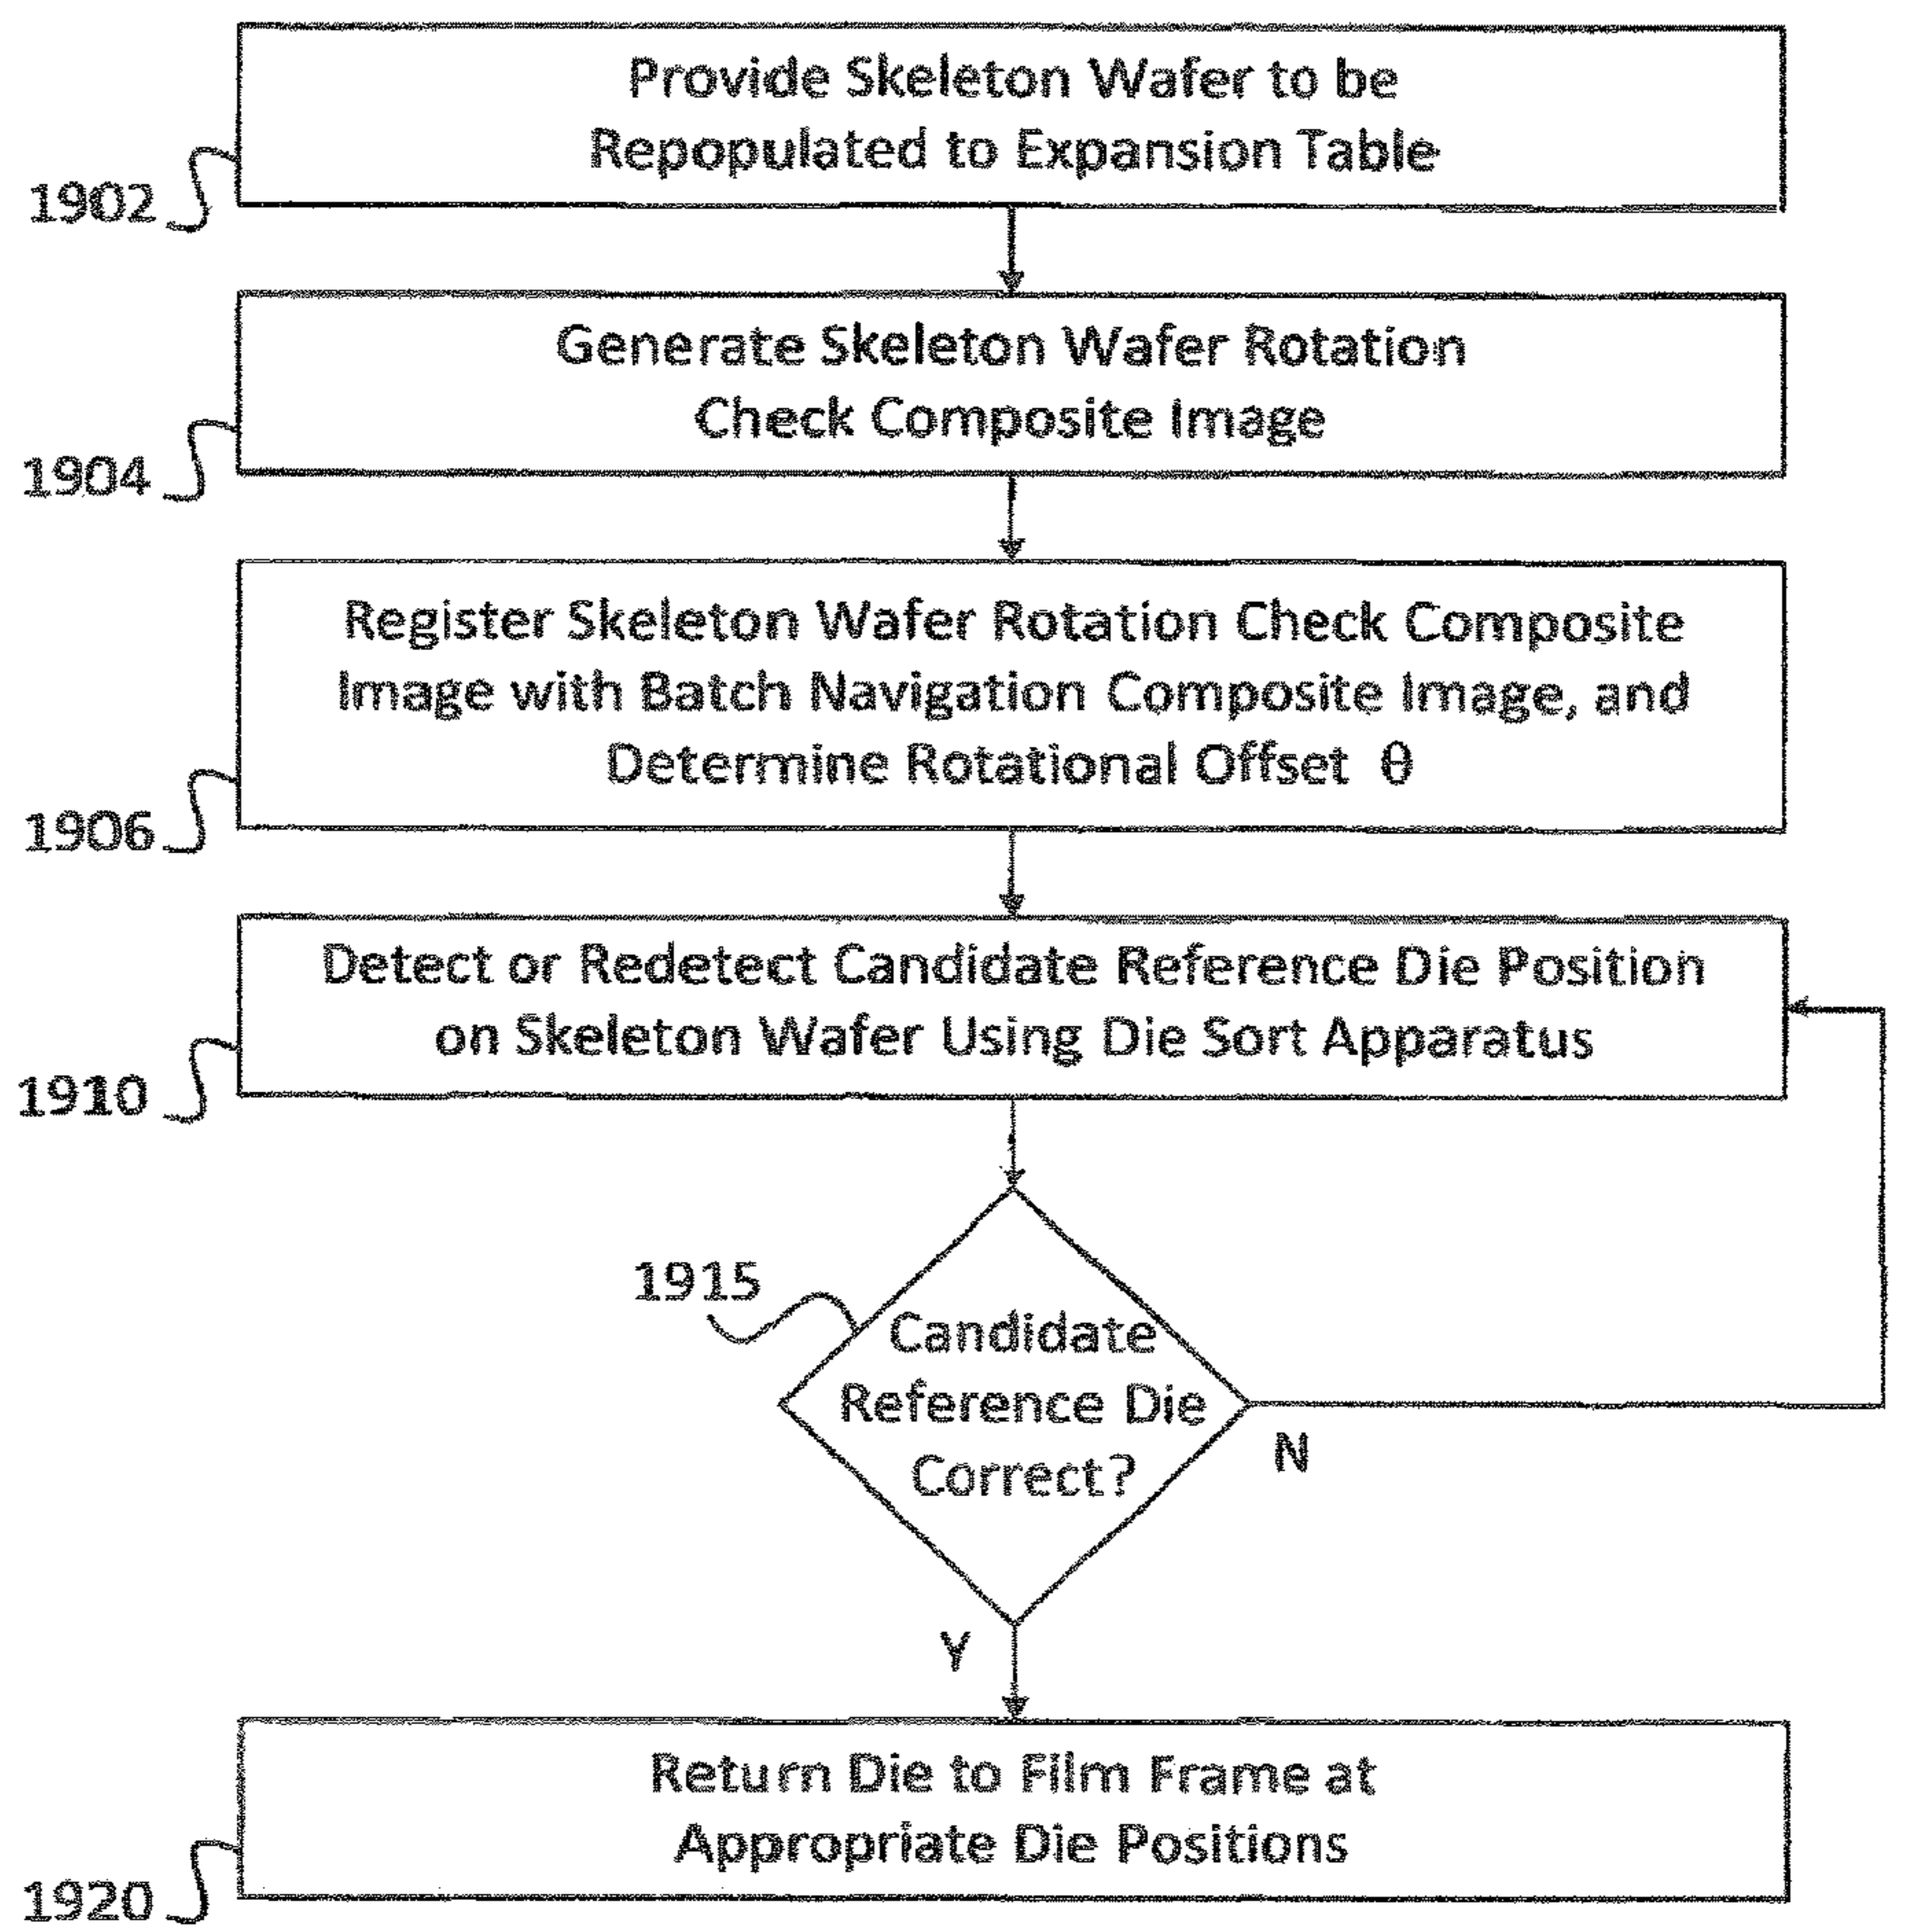 Provide Skeleton Wafer to be
Repopulated to Expansion Table
1902
Generate Skeleton Wafer Rotation
Check Composite Image
1904
Register Skeleton Wafer Rotation Check Composite
Image with Batch Navigation Composite Image, and
Determine Rotational Offset θ
1906
Detect or Redetect Candidate Reference Die Position
on Skeleton Wafer Using Die Sort Apparatus
1910
1915
Candidate
Reference Die
Correct?
N
Y
Return Die to Film Frame at
Appropriate Die Positions
1920